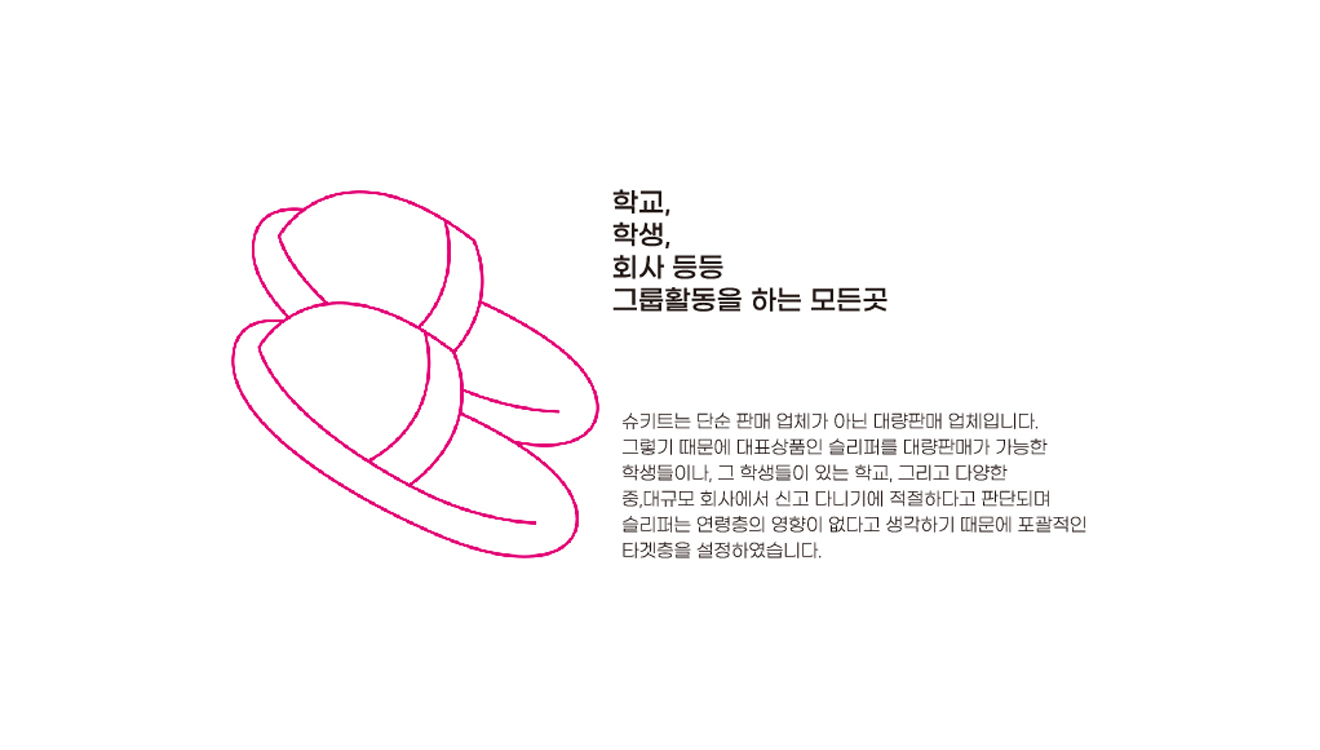 학교,
학생,
회사 등등
그룹활동을 하는 모든곳
슈키트는 단순 판매 업체가 아닌 대량판매 업체입니다.
그렇기 때문에 대표상품인 슬리퍼를 대량판매가 가능한
학생들이나, 그 학생들이 있는 학교, 그리고 다양한
중,대규모 회사에서 신고 다니기에 적절하다고 판단되며
슬리퍼는 연령층의 영향이 없다고 생각하기 때문에 포괄적인
타겟층을 설정하였습니다.